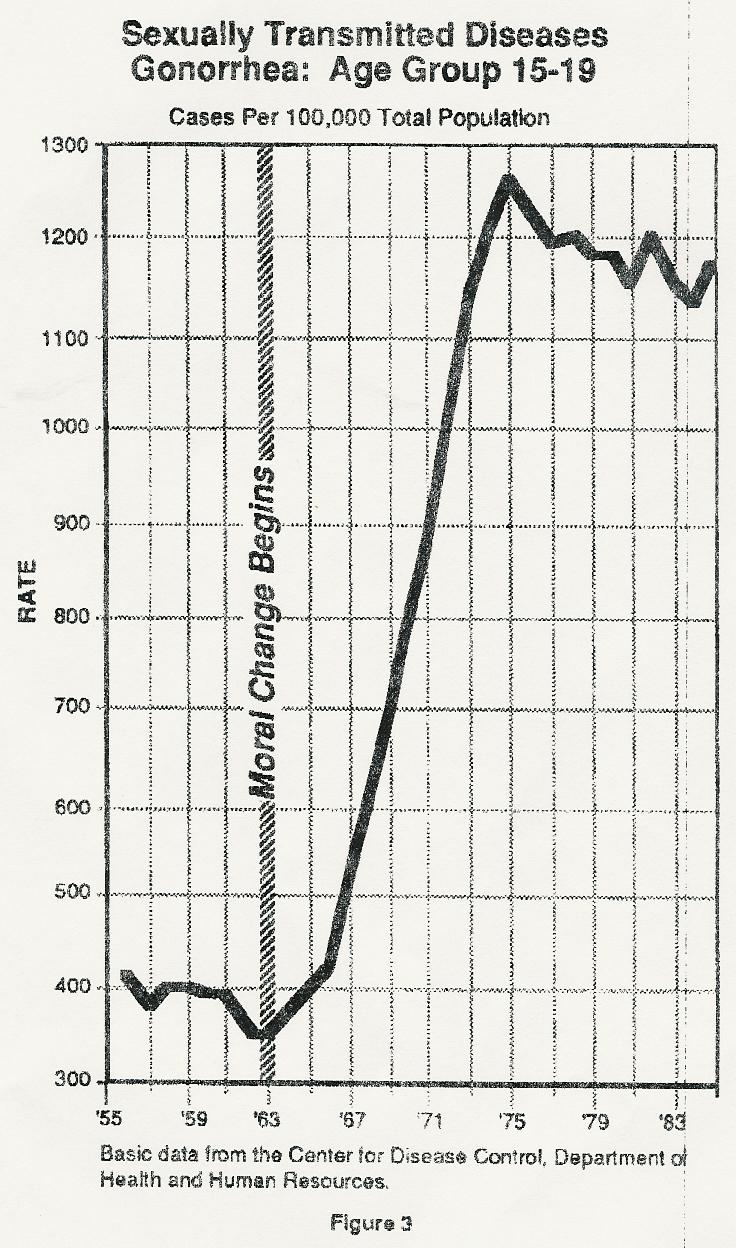 Sexually Transmitted Diseases
Gonorrhea: Age Group 15-19
Cases Per 100,000 Total Population
1300
1200
1100
1000
900
800
700
600
500
400
300
RATE
Moral Change Begins
'55 '59 '63 '67 '71 '75 '79 '83
Basic data from the Center for Disease Control, Department of
Health and Human Resources.
Figure 3